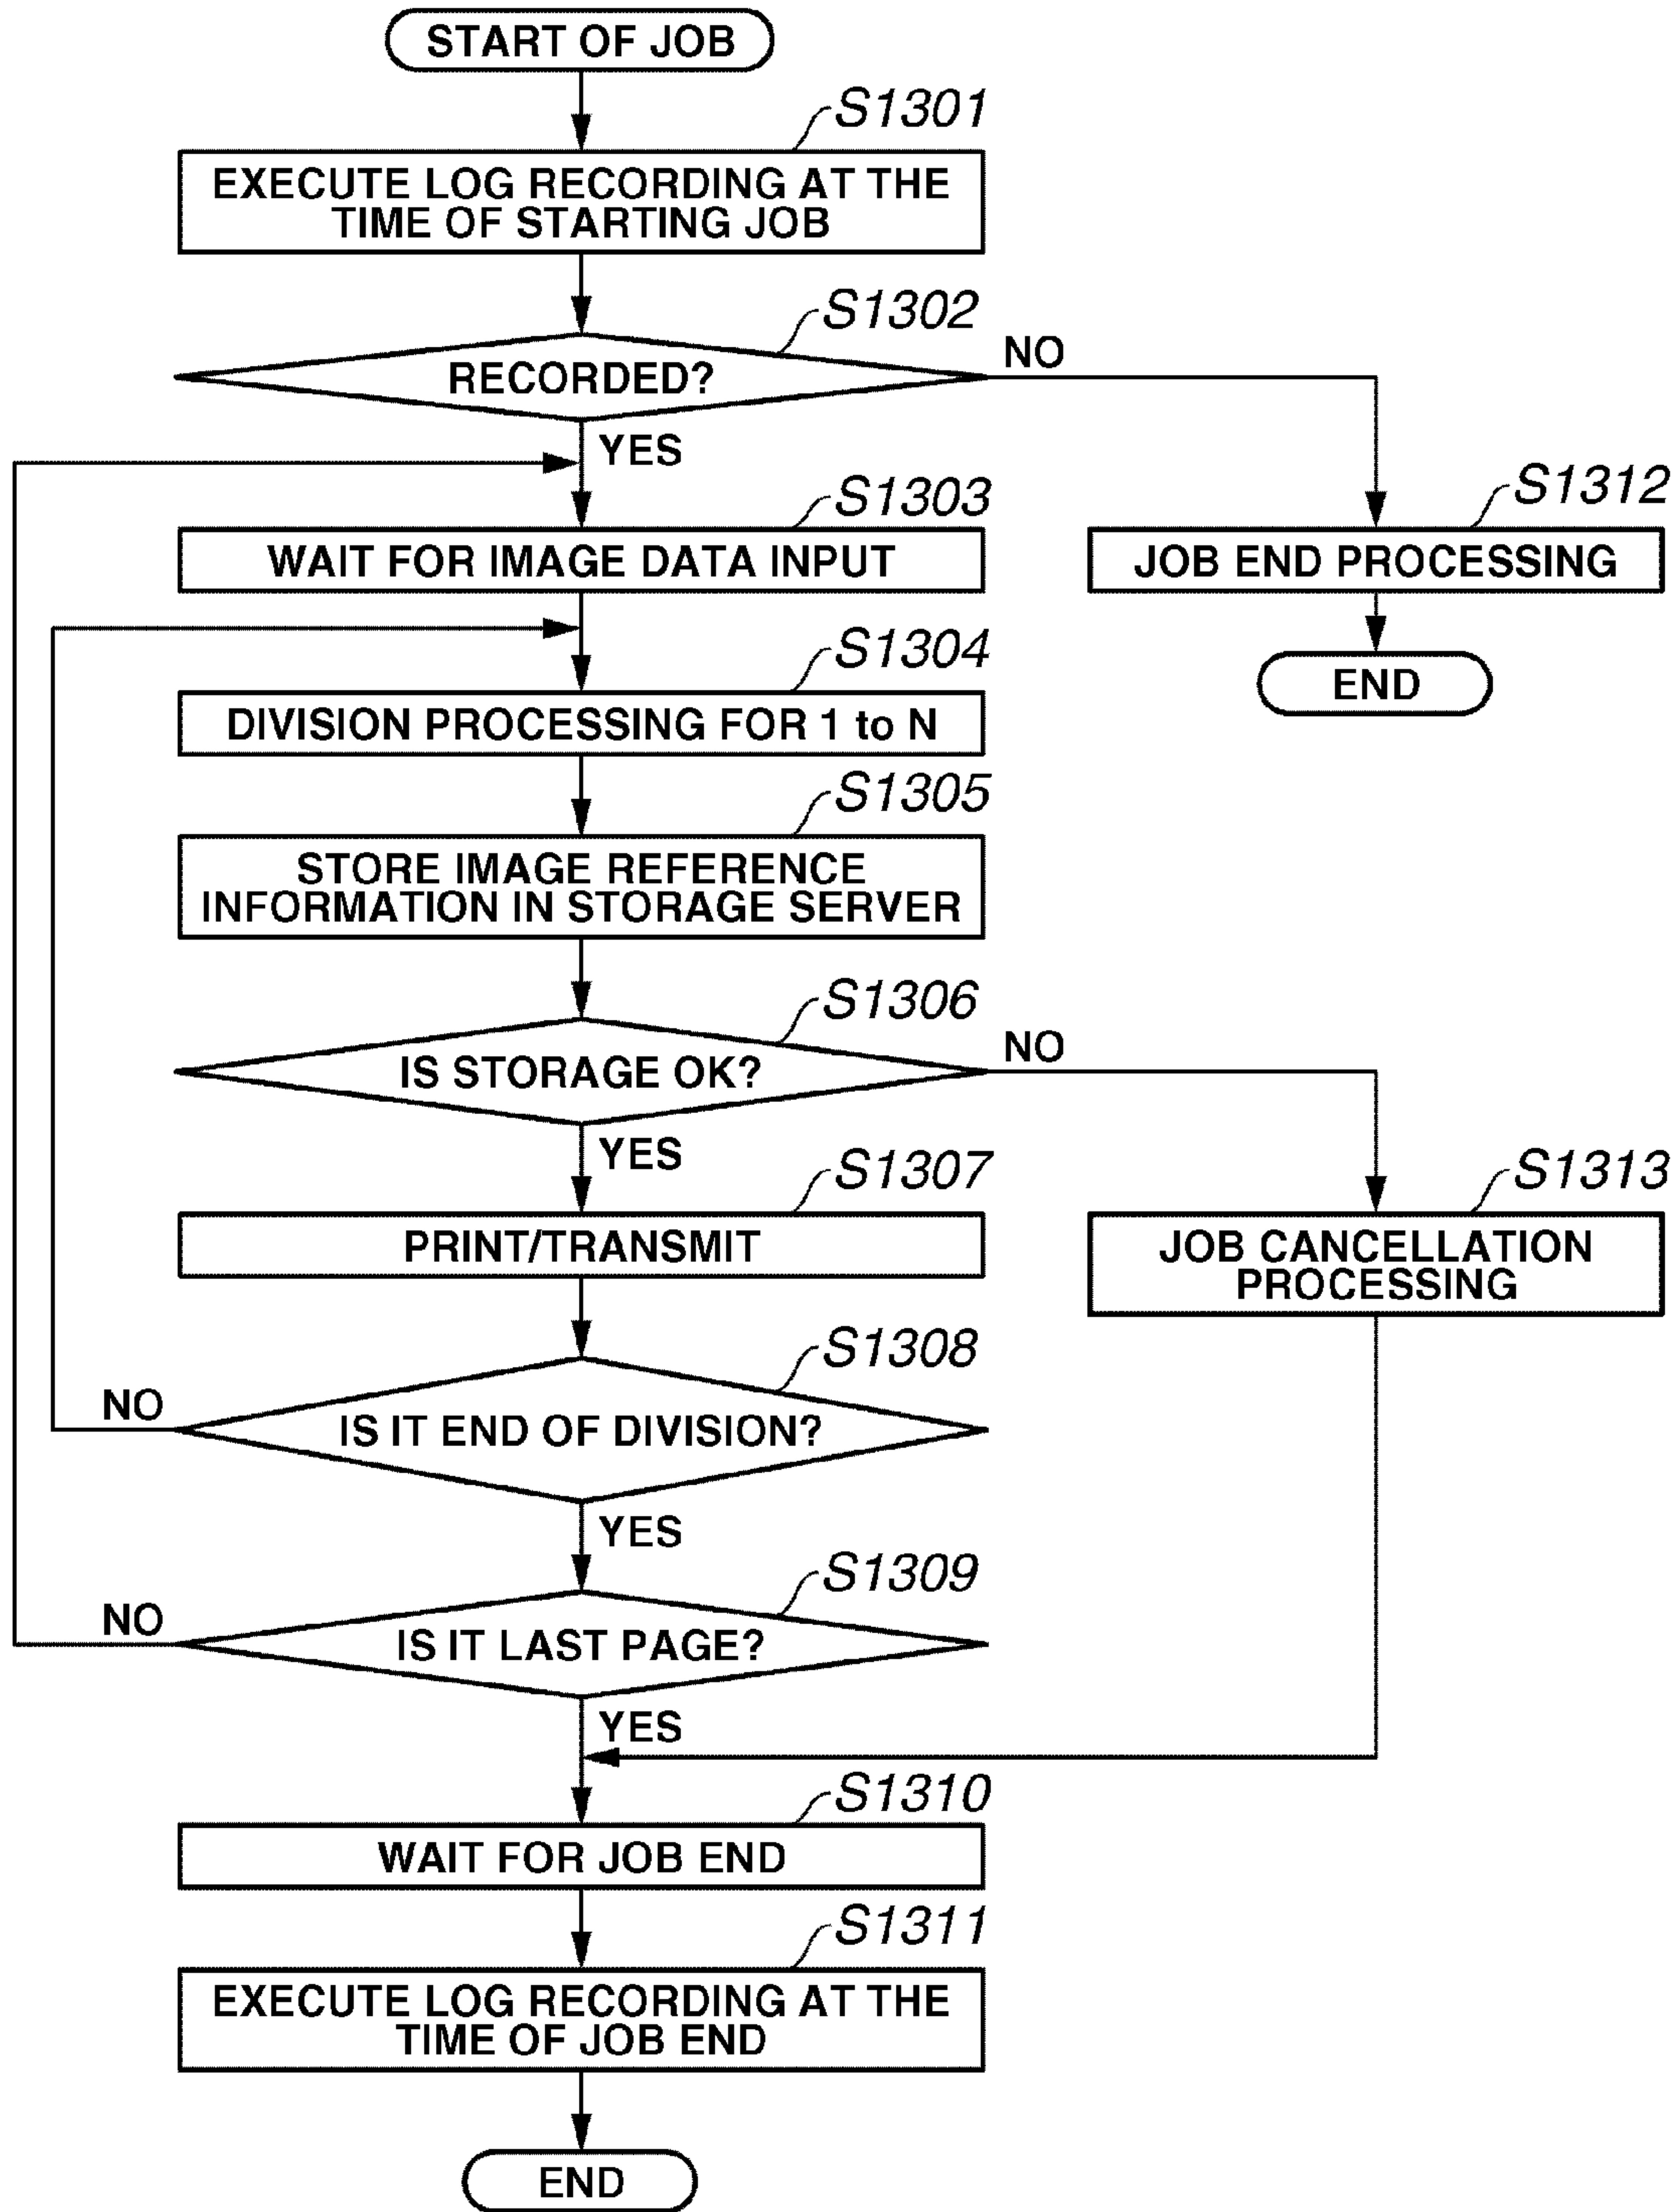 START OF JOB
S1301
EXECUTE LOG RECORDING AT THE
TIME OF STARTING JOB
S1302
RECORDED?
NO
YES
S1303
WAIT FOR IMAGE DATA INPUT
S1312
JOB END PROCESSING
END
S1304
DIVISION PROCESSING FOR 1 to N
S1305
STORE IMAGE REFERENCE
INFORMATION IN STORAGE SERVER
S1306
IS STORAGE OK?
NO
YES
S1307
PRINT/TRANSMIT
S1313
JOB CANCELLATION
PROCESSING
S1308
IS IT END OF DIVISION?
NO
YES
S1309
IS IT LAST PAGE?
NO
YES
S1310
WAIT FOR JOB END
S1311
EXECUTE LOG RECORDING AT THE
TIME OF JOB END
END